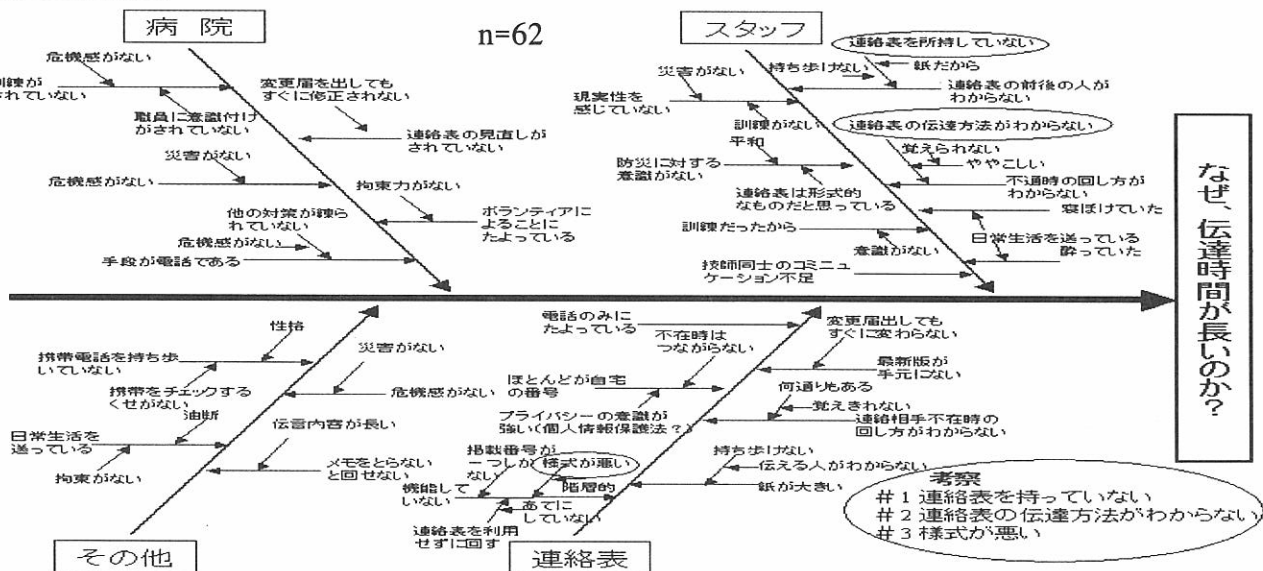 病 院
n=62
スタッフ
危機感がない
訓練が
されていない
職員に意識付け
がされていない
変更届を出しても
すぐに修正されない
連絡表の見直しが
されていない
災害がない
危機感がない
拘束力がない
ボランティアに
よることに
たよっている
他の対策が練ら
れていない
危機感がない
手段が電話である
連絡表を所持していない
紙だから
持ち歩けない
連絡表の前後の人が
わからない
災害がない
現実性を
感じていない
訓練がない
連絡表の伝達方法がわからない
覚えられない
ややこしい
平和
防災に対する
意識がない
連絡表は形式的
なものだと思っている
不通時の回し方が
わからない
寝ぼけていた
訓練だったから
意識がない
日常生活を送っている
酔っていた
技師同士のコミニュ
ケーション不足
なぜ、伝達時間が長いのか?
性格
携帯電話を持ち歩
いていない
携帯をチェックする
くせがない
災害がない
危機感がない
油断
日常生活を
送っている
拘束がない
伝言内容が長い
メモをとらない
と回せない
その他
電話のみに
たよっている
変更届出しても
すぐに変わらない
不在時は
つながらない
最新版が
手元にない
ほとんどが自宅
の番号
プライバシーの意識が
強い(個人情報保護法?)
何通りもある
覚えきれない
連絡相手不在時の
回し方がわからない
掲載番号が
一つしか
ない
様式が悪い
階層的
機能して
いない
あてに
していない
連絡表を利用
せずに回す
持ち歩けない
伝える人がわからない
紙が大きい
連絡表
考察
#1 連絡表を持っていない
#2 連絡表の伝達方法がわからない
#3 様式が悪い